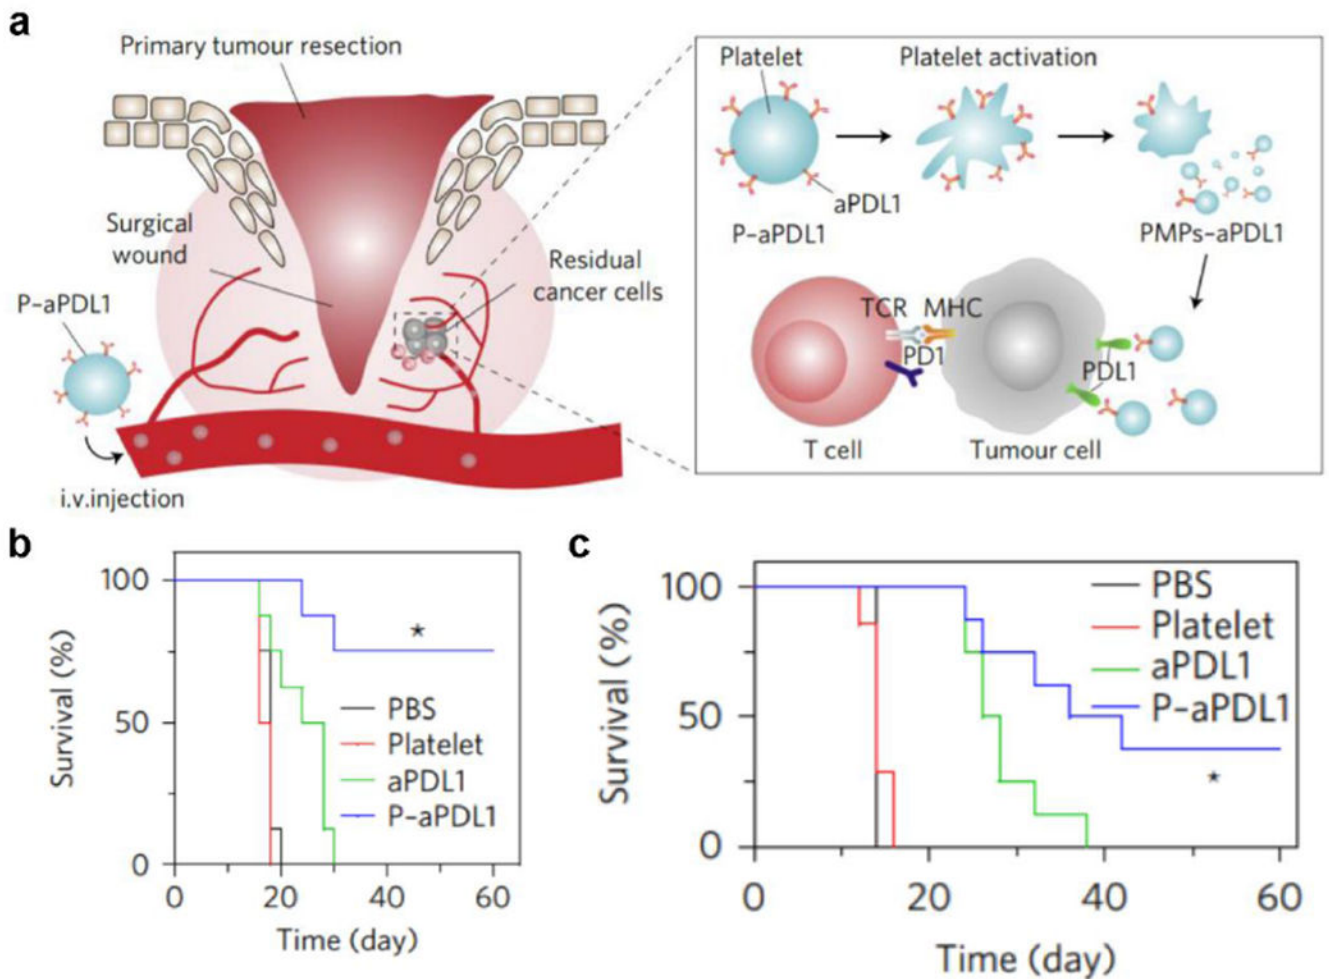 a
Primary tumour resection
Surgical
wound
Residual
cancer cells
P-aPDL1
i.v.injection
Platelet
Platelet activation
aPDL1
P-aPDL1
PMPs-aPDL1
TCR MHC
PD1
PDL1
T cell
Tumour cell
b
Survival (%)
100
50
0
0 20 40 60
Time (day)
*
PBS
Platelet
aPDL1
P-aPDL1
c
Survival (%)
100
50
0
0 20 40 60
Time (day)
PBS
Platelet
aPDL1
P-aPDL1
*